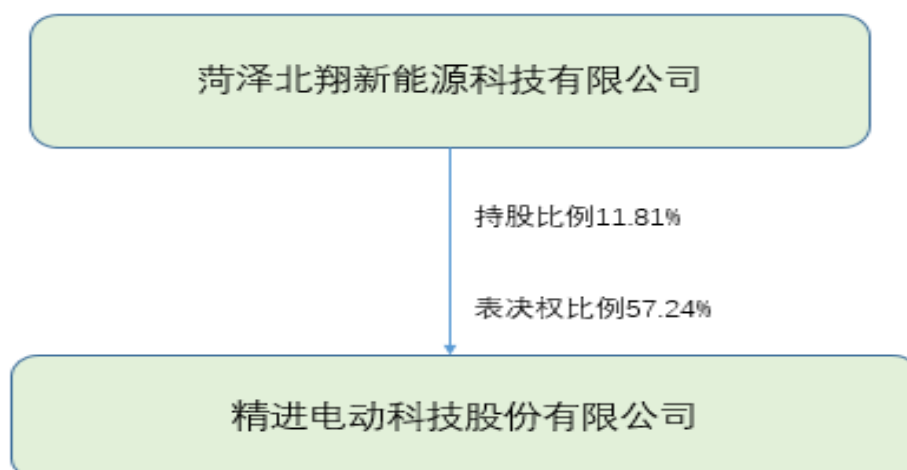 菏泽北翔新能源科技有限公司
持股比例11.81%
表决权比例57.24%
精进电动科技股份有限公司